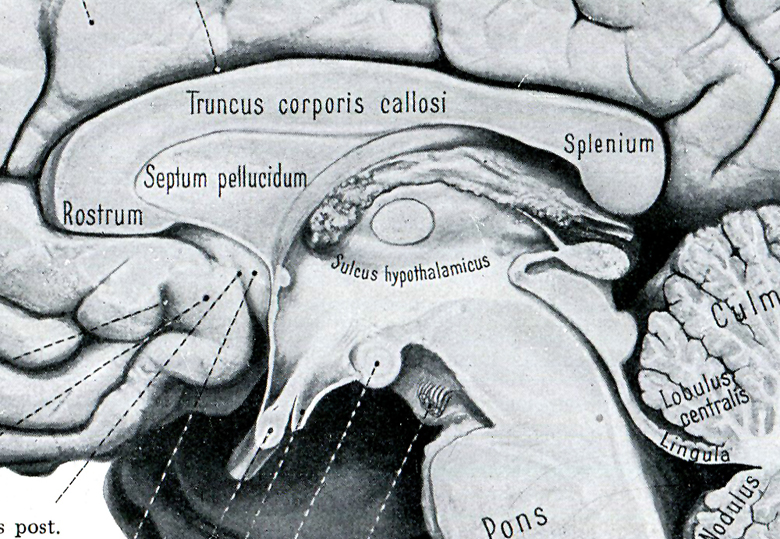 Truncus corporis callosi
Splenium
Septum pellucidum
Rostrum
Sulcus hypothalamicus
Culm
Lobulus
centralis
Lingula
Nodulus
Pons
s post.